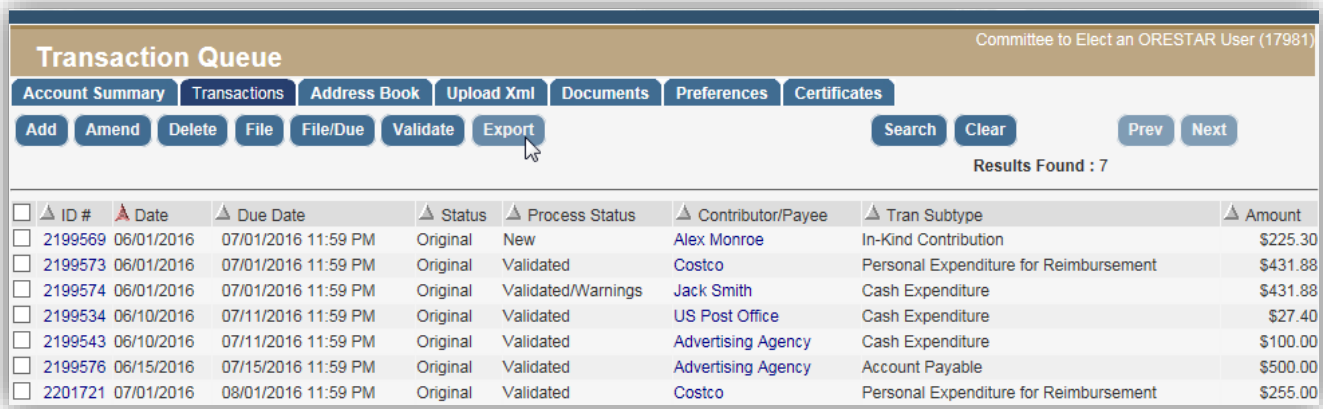 Committee to Elect an ORESTAR User (17981)
Transaction Queue
Account Summary Transactions Address Book Upload Xml Documents Preferences Certificates
Add Amend Delete File File/Due Validate Export Search Clear Prev Next
Results Found : 7
ID # Date Due Date Status Process Status Contributor/Payee Tran Subtype Amount
2199569 06/01/2016 07/01/2016 11:59 PM Original New Alex Monroe In-Kind Contribution $225.30
2199573 06/01/2016 07/01/2016 11:59 PM Original Validated Costco Personal Expenditure for Reimbursement $431.88
2199574 06/01/2016 07/01/2016 11:59 PM Original Validated/Warnings Jack Smith Cash Expenditure $431.88
2199534 06/10/2016 07/11/2016 11:59 PM Original Validated US Post Office Cash Expenditure $27.40
2199543 06/10/2016 07/11/2016 11:59 PM Original Validated Advertising Agency Cash Expenditure $100.00
2199576 06/15/2016 07/15/2016 11:59 PM Original Validated Advertising Agency Account Payable $500.00
2201721 07/01/2016 08/01/2016 11:59 PM Original Validated Costco Personal Expenditure for Reimbursement $255.00